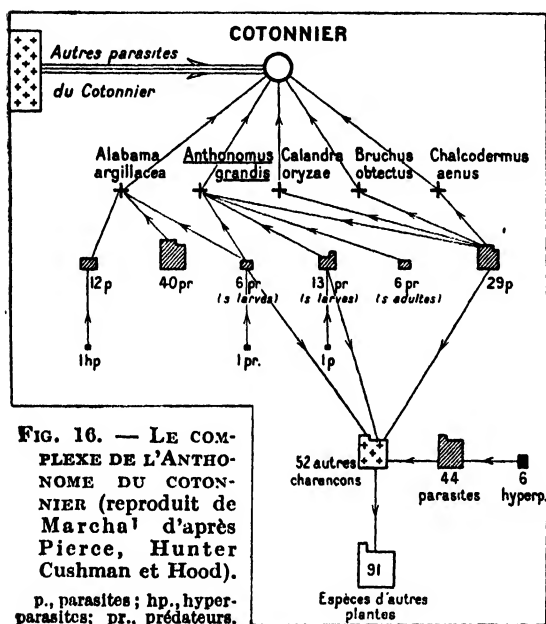 COTONNIER
Autres parasites
du Cotonnier
Alabama
argillacea
Anthonomus
grandis
Calandra
oryzae
Bruchus
obtectus
Chalcodermus
aenus
12p
40pr
6 pr
(s larves)
13 pr
(s larves)
6 pr
(s adultes)
29p
1hp
1pr.
1p
52 autres
charençons
44
parasites
6
hyperp.
91
Espèces d'autres
plantes
FIG. 16. — LE COM-
PLEXE DE L'ANTHO-
NOME DU COTON-
NIER (reproduit de
Marchal d'après
Pierce, Hunter
Cushman et Hood).
p., parasites; hp., hyper-
parasites; pr., prédateurs.